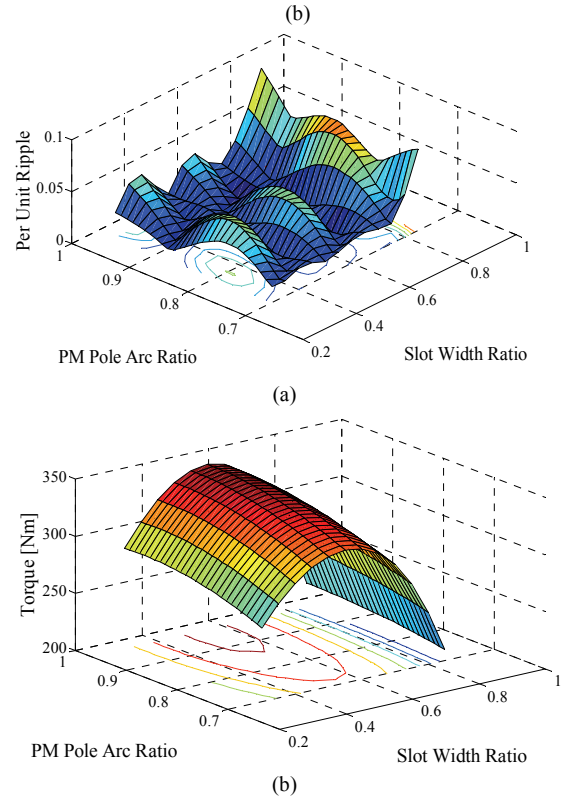 (b)
0.1
0.05
0
Per Unit Ripple
1
0.9
0.8
0.7
PM Pole Arc Ratio
0.2
0.4
0.6
0.8
1
Slot Width Ratio
(a)
350
300
250
200
Torque [Nm]
1
0.9
0.8
0.7
PM Pole Arc Ratio
0.2
0.4
0.6
0.8
1
Slot Width Ratio
(b)